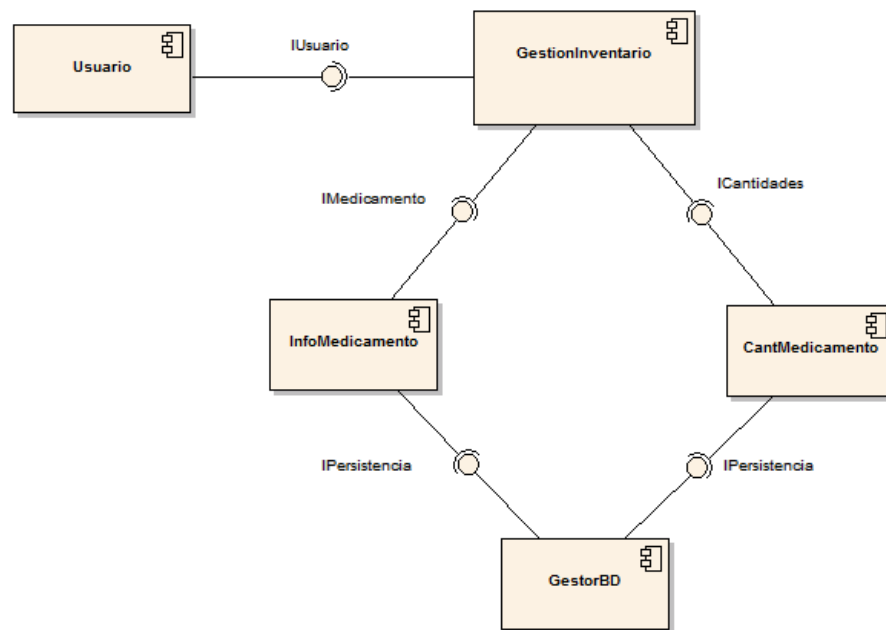 IUsuario
Usuario
GestionInventario
IMedicamento
ICantidades
InfoMedicamento
CantMedicamento
IPersistencia
IPersistencia
GestorBD